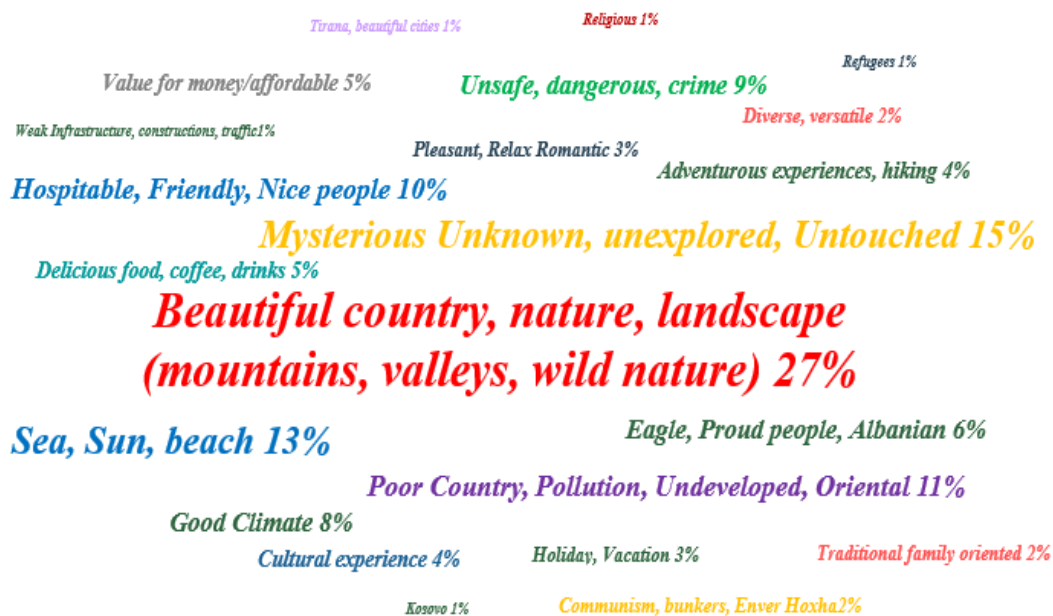 Tirana, beautiful cities 1%
Religious 1%
Refugees 1%
Value for money/affordable 5%
Unsafe, dangerous, crime 9%
Diverse, versatile 2%
Weak Infrastructure, constructions, traffic1%
Pleasant, Relax Romantic 3%
Adventurous experiences, hiking 4%
Hospitable, Friendly, Nice people 10%
Mysterious Unknown, unexplored, Untouched 15%
Delicious food, coffee, drinks 5%
Beautiful country, nature, landscape
(mountains, valleys, wild nature) 27%
Sea, Sun, beach 13%
Eagle, Proud people, Albanian 6%
Poor Country, Pollution, Undeveloped, Oriental 11%
Good Climate 8%
Cultural experience 4%
Holiday, Vacation 3%
Traditional family oriented 2%
Kosovo 1%
Communism, bunkers, Enver Hoxha2%